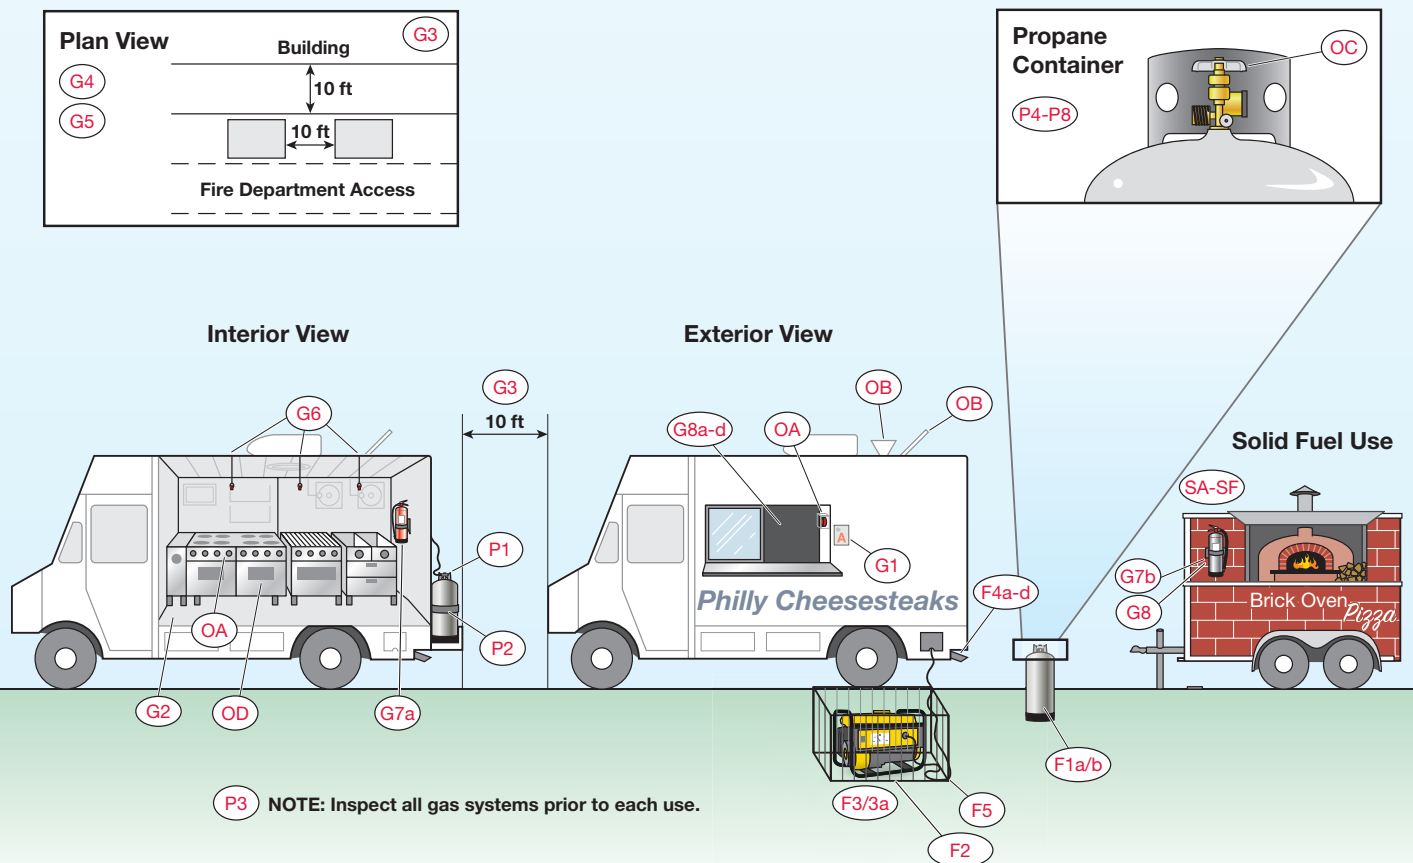 Plan View
G3
Building
G4
10 ft
G5
10 ft
Fire Department Access
Propane
Container
OC
P4-P8
Interior View
Exterior View
Solid Fuel Use
G6
G3
10 ft
OB
OB
G8a-d
OA
SA-SF
P1
A
G1
F4a-d
G7b
G8
Philly Cheesesteaks
Brick Oven
Pizza
OA
P2
G2
OD
G7a
F1a/b
P3
NOTE: Inspect all gas systems prior to each use.
F3/3a
F5
F2